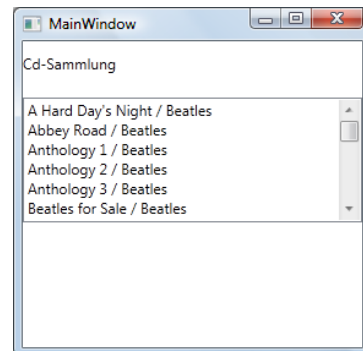 MainWindow
Cd-Sammlung
A Hard Day's Night / Beatles
Abbey Road / Beatles
Anthology 1 / Beatles
Anthology 2 / Beatles
Anthology 3 / Beatles
Beatles for Sale / Beatles